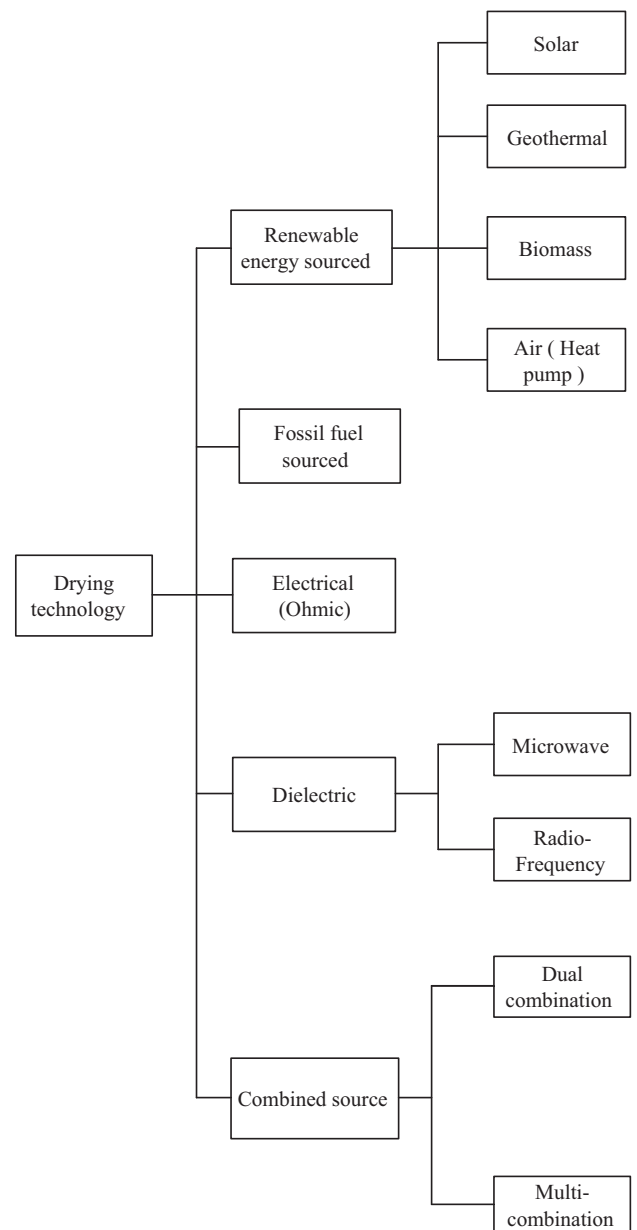 Solar
Geothermal
Renewable
energy sourced
Biomass
Air ( Heat
pump )
Fossil fuel
sourced
Drying
technology
Electrical
(Ohmic)
Microwave
Dielectric
Radio-
Frequency
Dual
combination
Combined source
Multi-
combination